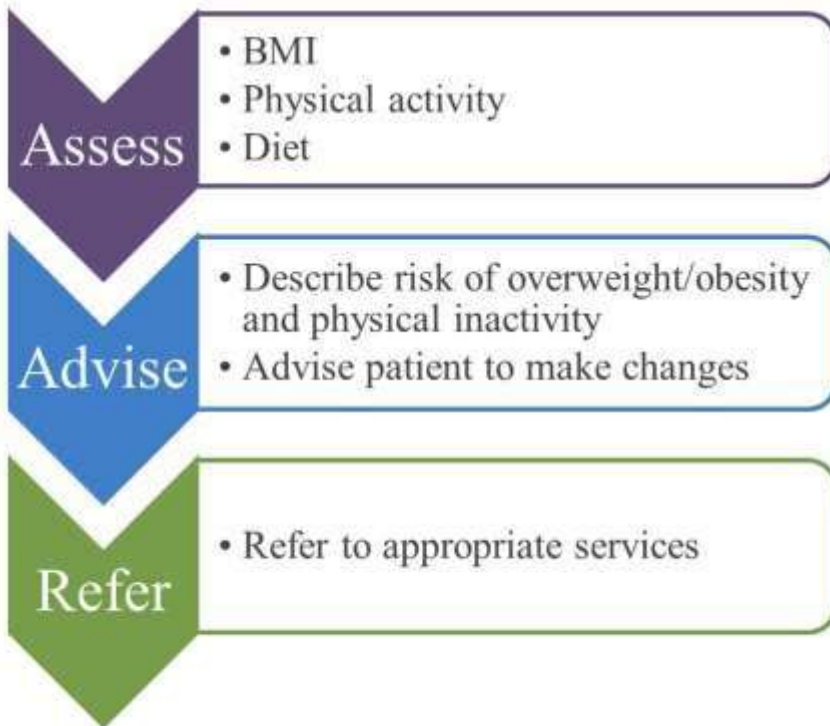 Assess
• BMI
• Physical activity
• Diet
Advise
• Describe risk of overweight/obesity
and physical inactivity
• Advise patient to make changes
Refer
• Refer to appropriate services